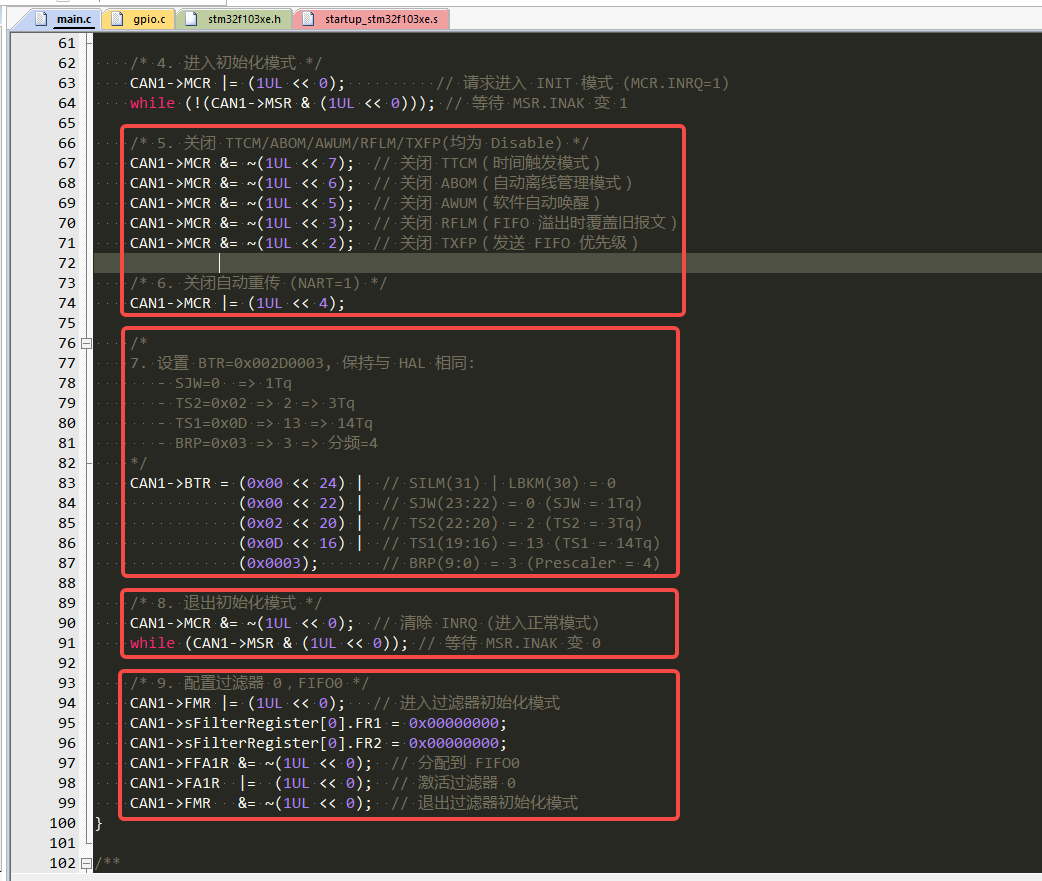 main.c gpio.c stm32f103xe.h startup_stm32f103xe.s
61
62 /* 4. 进入初始化模式 */
63 CAN1->MCR |= (1UL << 0); // 请求进入 INIT 模式 (MCR.INRQ=1)
64 while (!(CAN1->MSR & (1UL << 0))); // 等待 MSR.INAK 变 1
65
66 /* 5. 关闭 TTCM/ABOM/AWUM/RFLM/TXFP(均为 Disable) */
67 CAN1->MCR &= ~(1UL << 7); // 关闭 TTCM(时间触发模式)
68 CAN1->MCR &= ~(1UL << 6); // 关闭 ABOM(自动离线管理模式)
69 CAN1->MCR &= ~(1UL << 5); // 关闭 AWUM(软件自动唤醒)
70 CAN1->MCR &= ~(1UL << 3); // 关闭 RFLM(FIFO 溢出时覆盖旧报文)
71 CAN1->MCR &= ~(1UL << 2); // 关闭 TXFP(发送 FIFO 优先级)
72
73 /* 6. 关闭自动重传 (NART=1) */
74 CAN1->MCR |= (1UL << 4);
75
76 /*
77 7. 设置 BTR=0x002D0003, 保持与 HAL 相同:
78 - SJW=0 => 1Tq
79 - TS2=0x02 => 2 => 3Tq
80 - TS1=0x0D => 13 => 14Tq
81 - BRP=0x03 => 3 => 分频=4
82 */
83 CAN1->BTR = (0x00 << 24) | // SILM(31) | LBKM(30) = 0
84 (0x00 << 22) | // SJW(23:22) = 0 (SJW = 1Tq)
85 (0x02 << 20) | // TS2(22:20) = 2 (TS2 = 3Tq)
86 (0x0D << 16) | // TS1(19:16) = 13 (TS1 = 14Tq)
87 (0x0003); // BRP(9:0) = 3 (Prescaler = 4)
88
89 /* 8. 退出初始化模式 */
90 CAN1->MCR &= ~(1UL << 0); // 清除 INRQ (进入正常模式)
91 while (CAN1->MSR & (1UL << 0)); // 等待 MSR.INAK 变 0
92
93 /* 9. 配置过滤器 0,FIFO0 */
94 CAN1->FMR |= (1UL << 0); // 进入过滤器初始化模式
95 CAN1->sFilterRegister[0].FR1 = 0x00000000;
96 CAN1->sFilterRegister[0].FR2 = 0x00000000;
97 CAN1->FFA1R &= ~(1UL << 0); // 分配到 FIFO0
98 CAN1->FA1R |= (1UL << 0); // 激活过滤器 0
99 CAN1->FMR &= ~(1UL << 0); // 退出过滤器初始化模式
100 }
101
102 /**